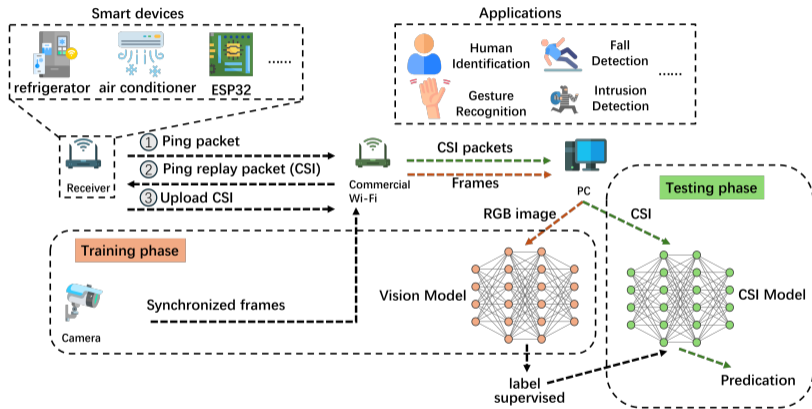 Smart devices
Applications
refrigerator
air conditioner
ESP32
......
Human
Identification
Fall
Detection
......
Gesture
Recognition
Intrusion
Detection
① Ping packet
② Ping replay packet (CSI)
③ Upload CSI
Receiver
Commercial
Wi-Fi
CSI packets
Frames
PC
Testing phase
RGB image
CSI
Training phase
Vision Model
CSI Model
Synchronized frames
Camera
label
supervised
Predication